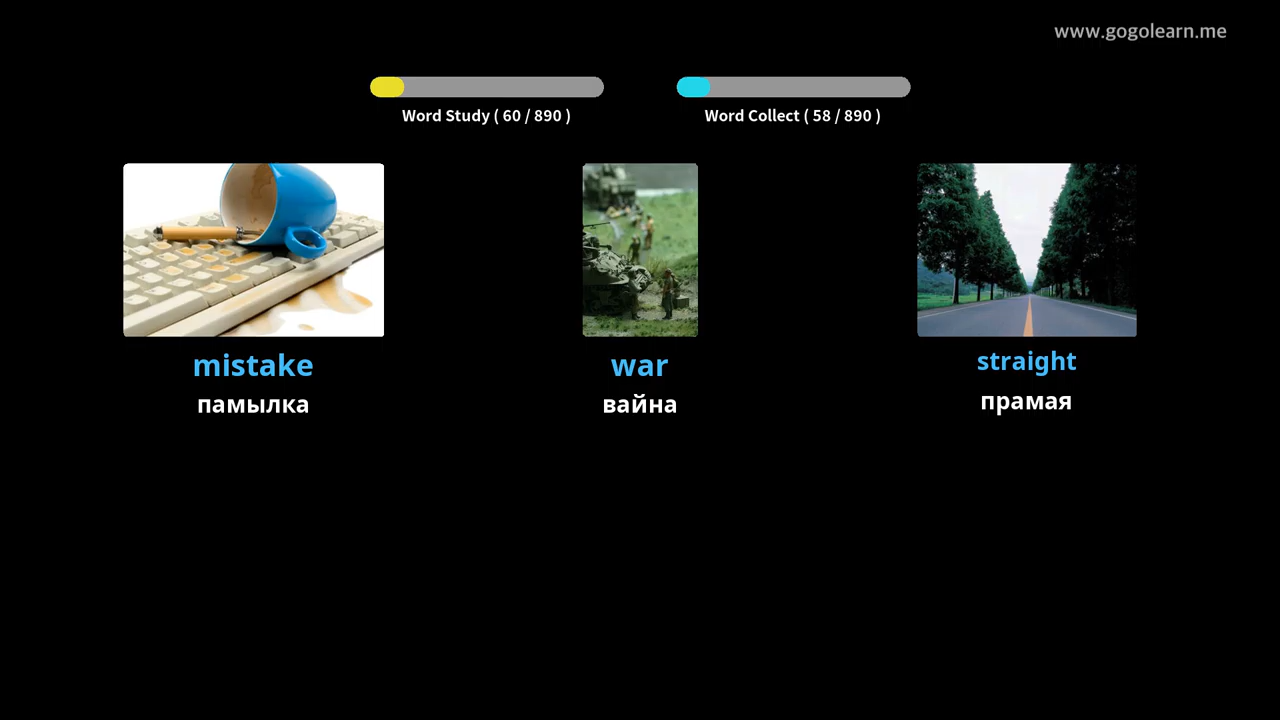 www.gogolearn.me
Word Study ( 60 / 890 )
Word Collect ( 58 / 890 )
mistake
памылка
war
вайна
straight
прамая